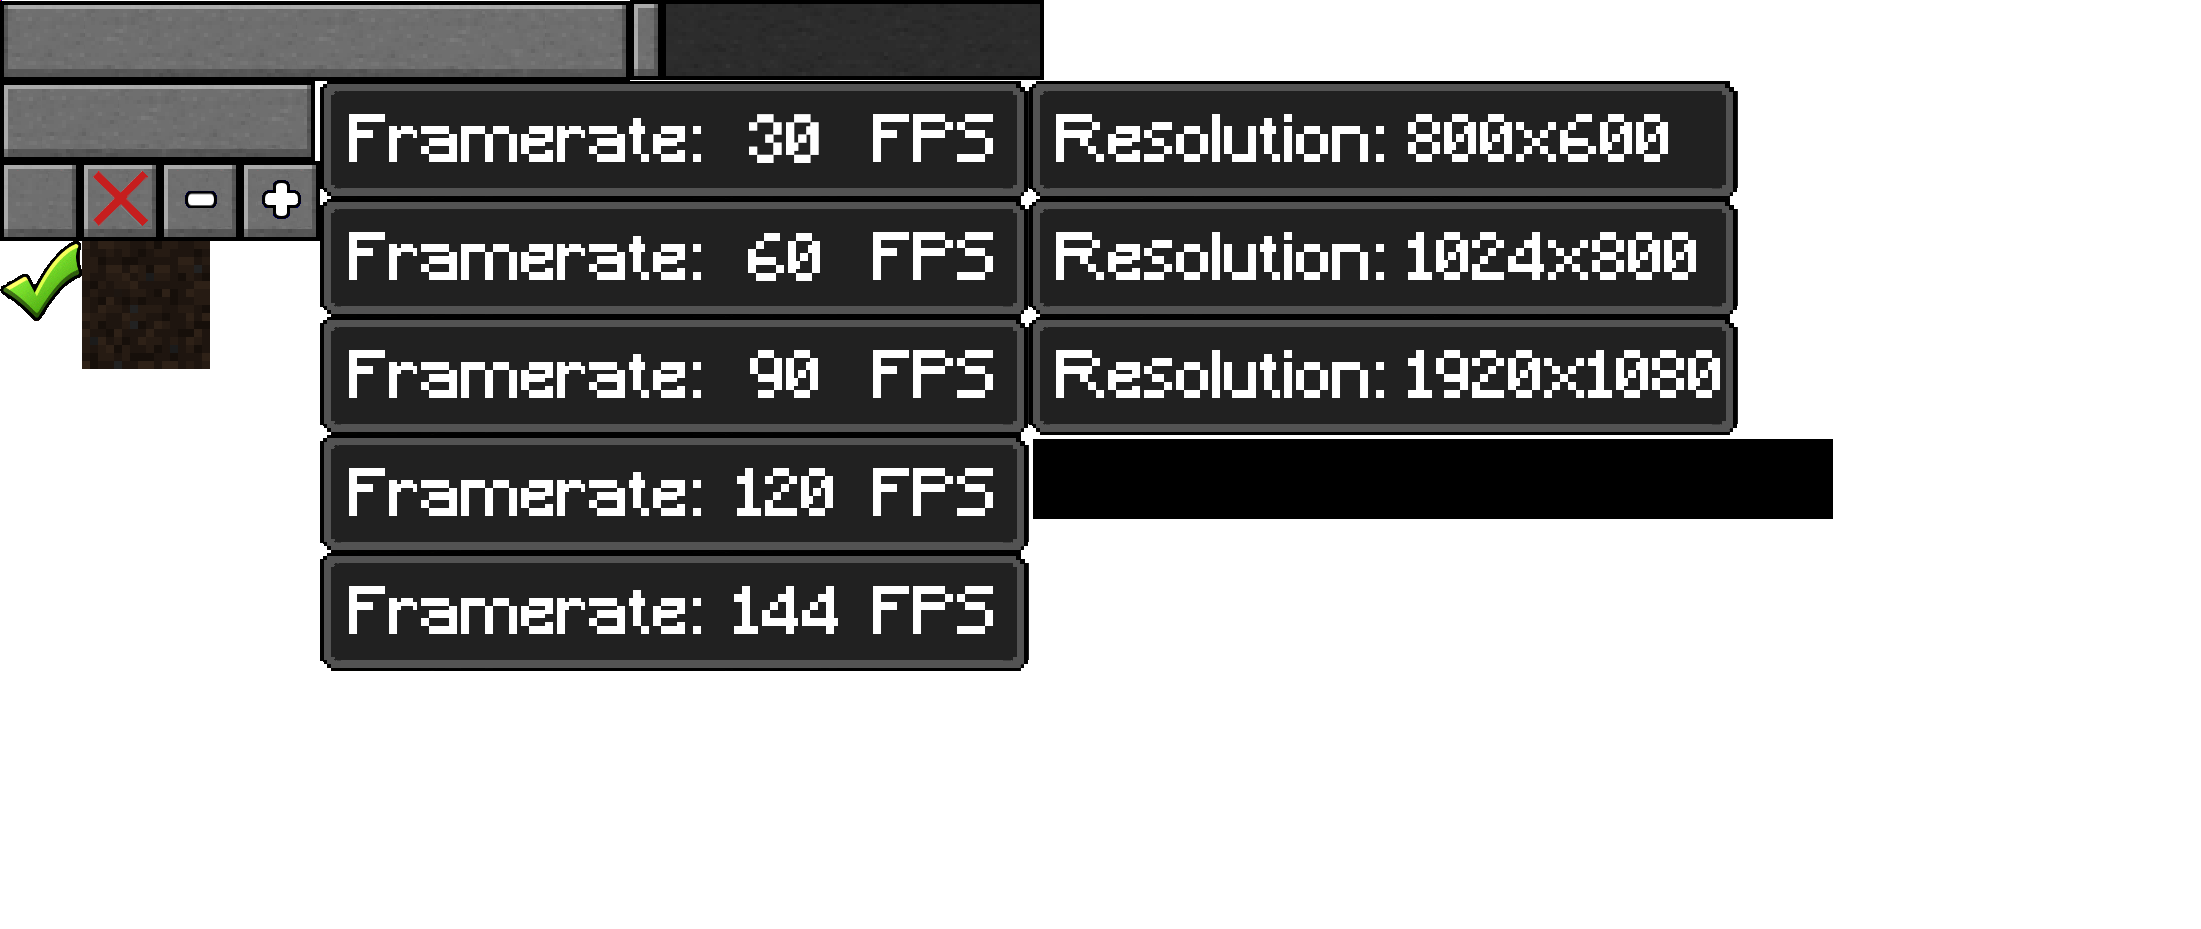 Framerate: 30 FPS
Resolution: 800x600
Framerate: 60 FPS
Resolution: 1024x800
Framerate: 90 FPS
Resolution: 1920x1080
Framerate: 120 FPS
Framerate: 144 FPS